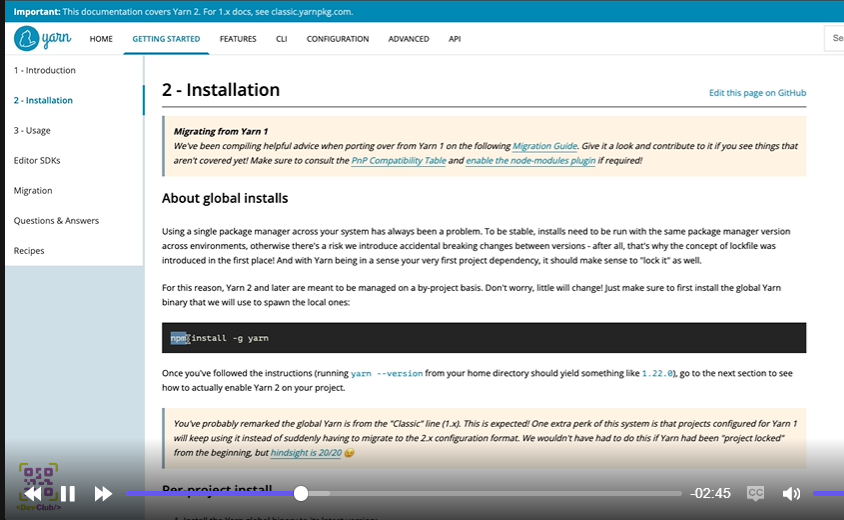 Important: This documentation covers Yarn 2. For 1.x docs, see classic.yarnpkg.com.
yarn HOME GETTING STARTED FEATURES CLI CONFIGURATION ADVANCED API
1 - Introduction
2 - Installation
3 - Usage
Editor SDKs
Migration
Questions & Answers
Recipes
2 - Installation
Edit this page on GitHub
Migrating from Yarn 1
We've been compiling helpful advice when porting over from Yarn 1 on the following Migration Guide. Give it a look and contribute to it if you see things that
aren't covered yet! Make sure to consult the PnP Compatibility Table and enable the node-modules plugin if required!
About global installs
Using a single package manager across your system has always been a problem. To be stable, installs need to be run with the same package manager version
across environments, otherwise there's a risk we introduce accidental breaking changes between versions - after all, that's why the concept of lockfile was
introduced in the first place! And with Yarn being in a sense your very first project dependency, it should make sense to "lock it" as well.
For this reason, Yarn 2 and later are meant to be managed on a by-project basis. Don't worry, little will change! Just make sure to first install the global Yarn
binary that we will use to spawn the local ones:
npm install -g yarn
Once you've followed the instructions (running yarn --version from your home directory should yield something like 1.22.0), go to the next section to see
how to actually enable Yarn 2 on your project.
You've probably remarked the global Yarn is from the "Classic" line (1.x). This is expected! One extra perk of this system is that projects configured for Yarn 1
will keep using it instead of suddenly having to migrate to the 2.x configuration format. We wouldn't have had to do this if Yarn had been "project locked"
from the beginning, but hindsight is 20/20 😉
Per-project install
-02:45 CC
<DevClub/>